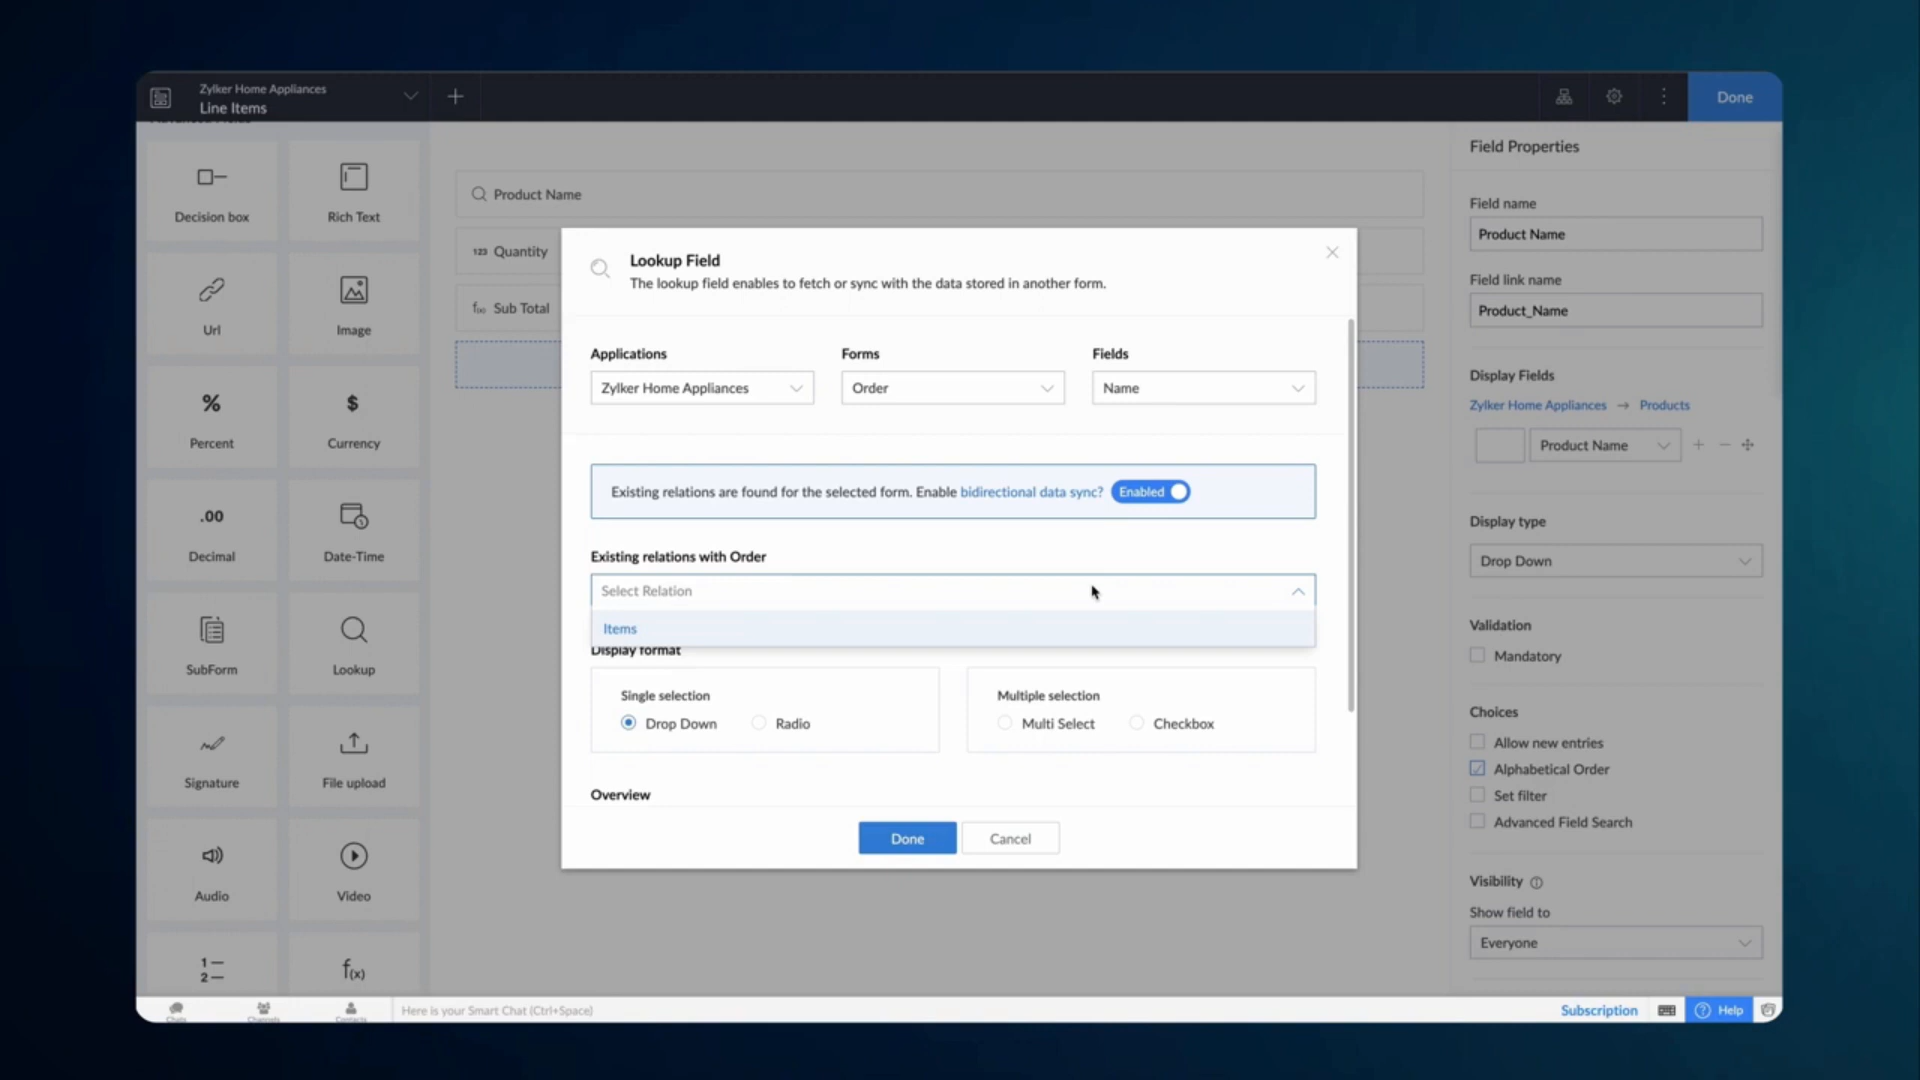 Zylker Home Appliances
Line Items
Done
Decision box
Rich Text
Url
Image
%
Percent
$
Currency
.00
Decimal
Date-Time
SubForm
Lookup
Signature
File upload
Audio
Video
1
2
f(x)
Product Name
123 Quantity
f(x) Sub Total
Lookup Field
The lookup field enables to fetch or sync with the data stored in another form.
Applications
Forms
Fields
Zylker Home Appliances
Order
Name
Existing relations are found for the selected form. Enable bidirectional data sync? Enabled
Existing relations with Order
Select Relation
Items
Display format
Single selection
Drop Down
Radio
Multiple selection
Multi Select
Checkbox
Overview
Done
Cancel
Field Properties
Field name
Product Name
Field link name
Product_Name
Display Fields
Zylker Home Appliances → Products
Product Name
Display type
Drop Down
Validation
Mandatory
Choices
Allow new entries
Alphabetical Order
Set filter
Advanced Field Search
Visibility
Show field to
Everyone
Chats
Channels
Contacts
Here is your Smart Chat (Ctrl+Space)
Subscription
Help